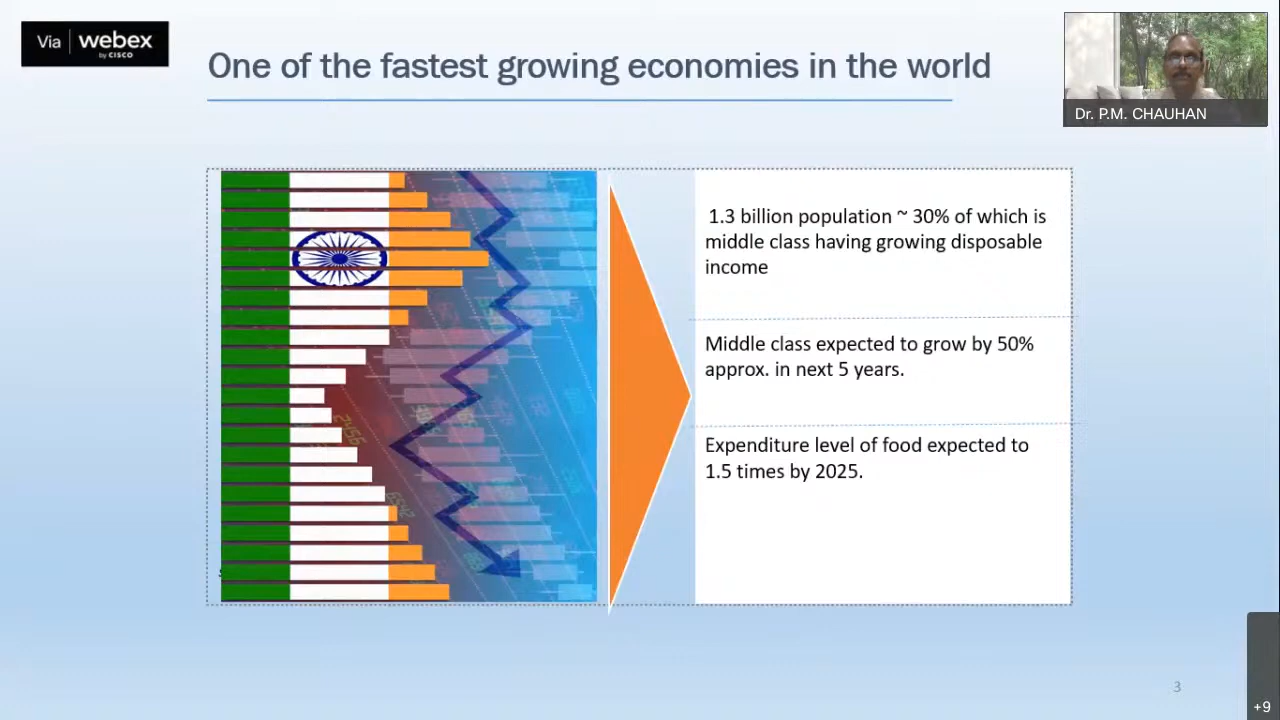 Via | webex
by CISCO
One of the fastest growing economies in the world
Dr. P.M. CHAUHAN
1.3 billion population ~ 30% of which is
middle class having growing disposable
income
Middle class expected to grow by 50%
approx. in next 5 years.
Expenditure level of food expected to
1.5 times by 2025.
3
+9